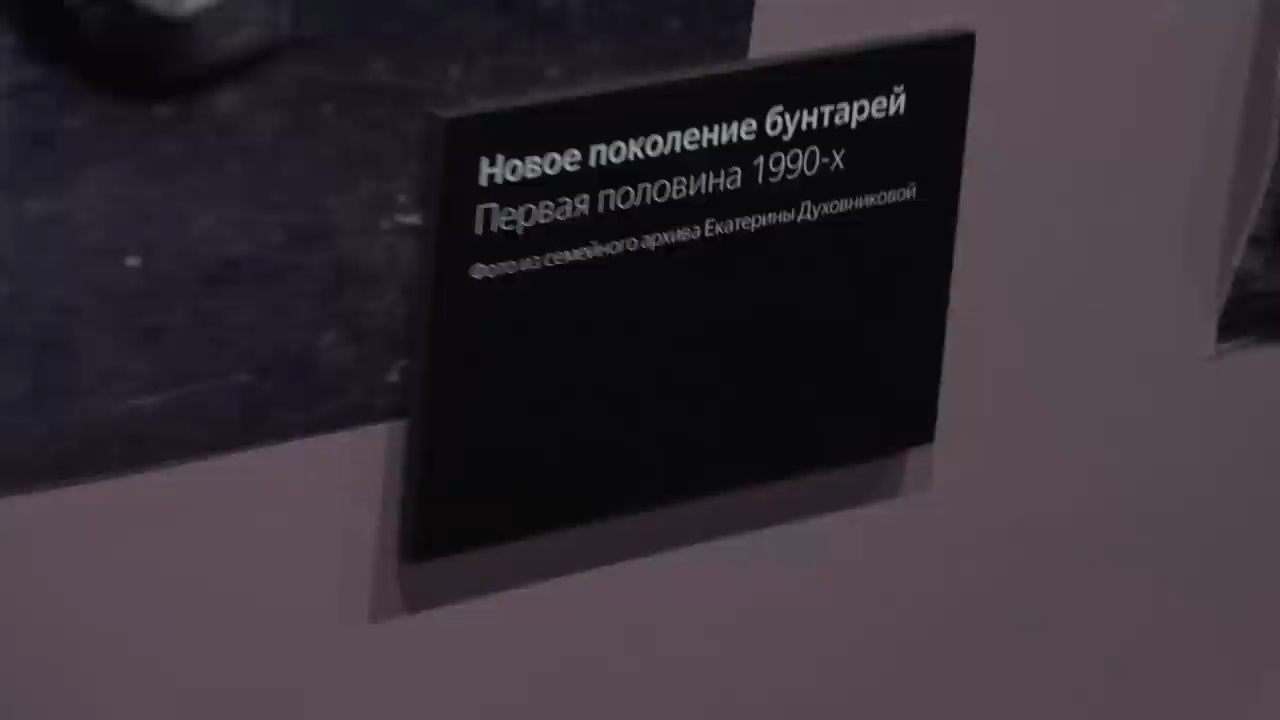 Новое поколение бунтарей
Первая половина 1990-х
Фото из семейного архива Екатерины Духовниковой